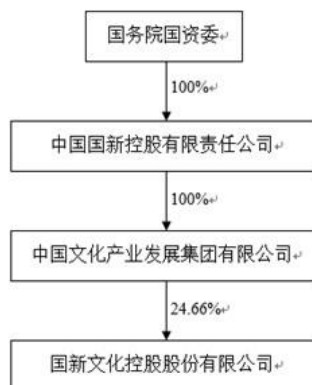 国务院国资委
100%
中国国新控股有限责任公司
100%
中国文化产业发展集团有限公司
24.66%
国新文化控股股份有限公司